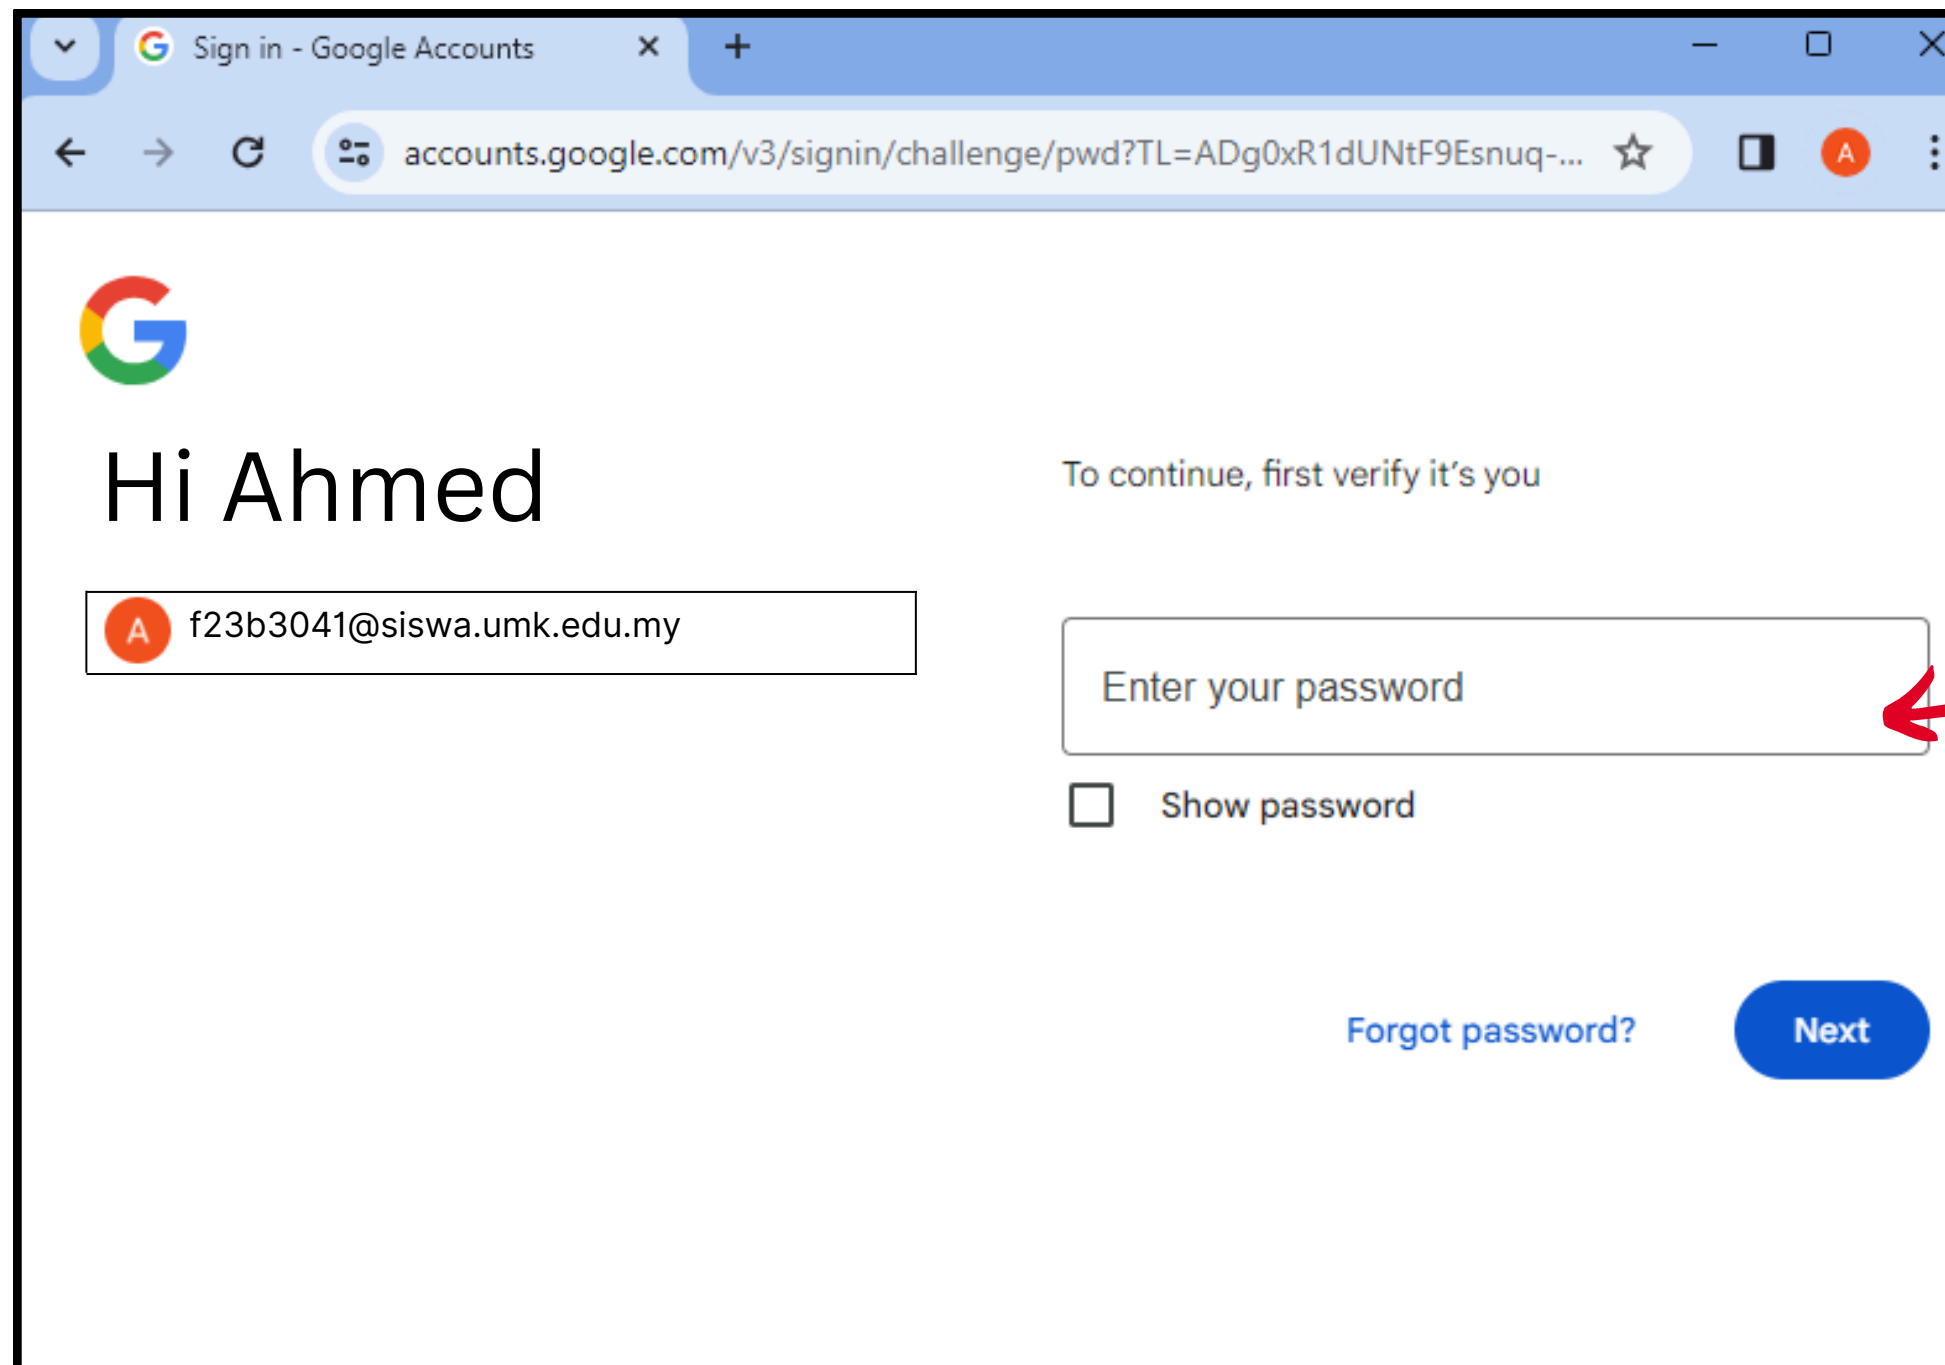 Sign in - Google Accounts
accounts.google.com/v3/signin/challenge/pwd?TL=ADg0xR1dUNtF9Esnuq-...
A
Hi Ahmed
To continue, first verify it's you
A f23b3041@siswa.umk.edu.my
Enter your password
Show password
Forgot password?
Next